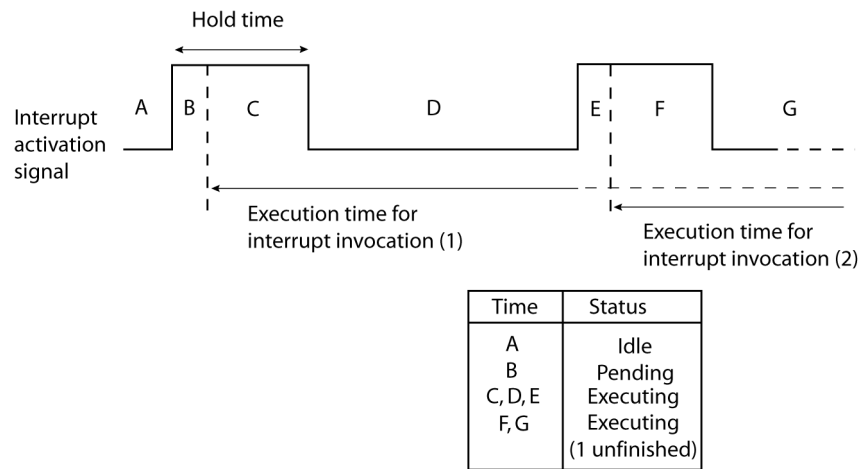 Hold time
A B C D E F G
Interrupt
activation
signal
Execution time for
interrupt invocation (1)
Execution time for
interrupt invocation (2)
Time Status
A Idle
B Pending
C, D, E Executing
F, G Executing
(1 unfinished)